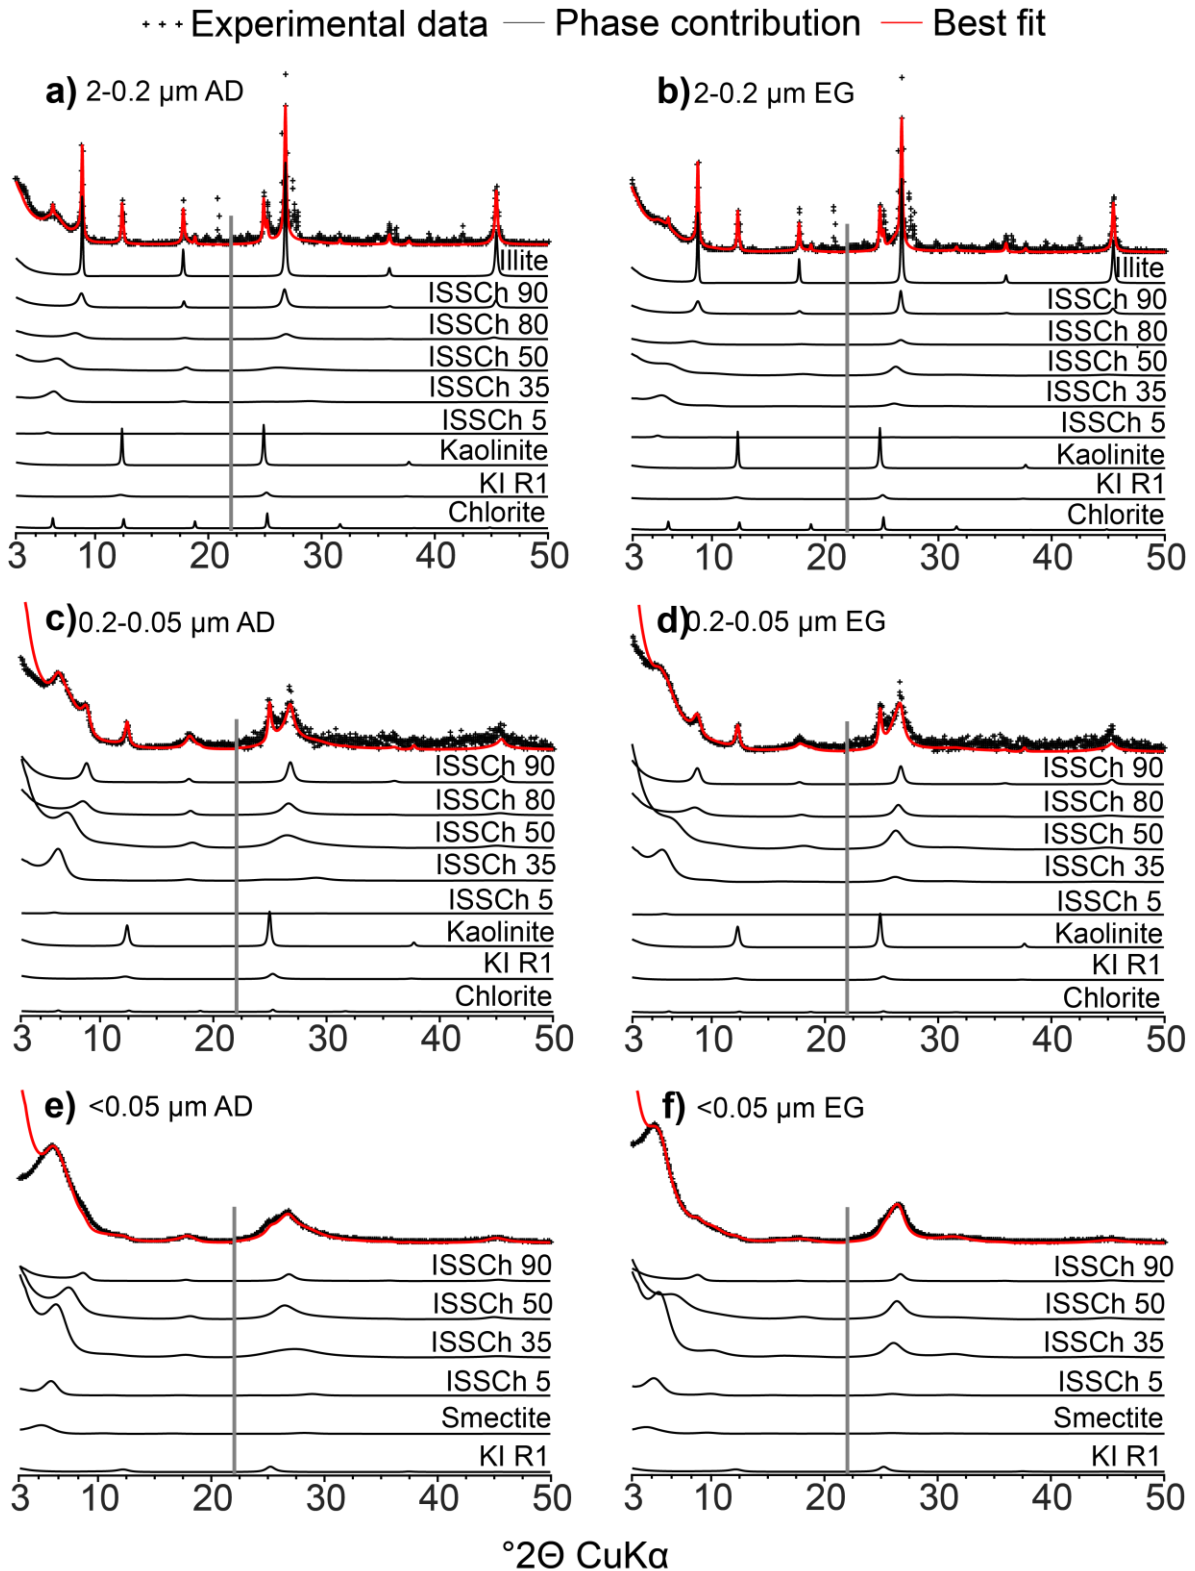 Experimental data — Phase contribution — Best fit
a) 2-0.2 µm AD
Illite
ISSCh 90
ISSCh 80
ISSCh 50
ISSCh 35
ISSCh 5
Kaolinite
KI R1
Chlorite
3 10 20 30 40 50
b) 2-0.2 µm EG
Illite
ISSCh 90
ISSCh 80
ISSCh 50
ISSCh 35
ISSCh 5
Kaolinite
KI R1
Chlorite
3 10 20 30 40 50
c) 0.2-0.05 µm AD
ISSCh 90
ISSCh 80
ISSCh 50
ISSCh 35
ISSCh 5
Kaolinite
KI R1
Chlorite
3 10 20 30 40 50
d) 0.2-0.05 µm EG
ISSCh 90
ISSCh 80
ISSCh 50
ISSCh 35
ISSCh 5
Kaolinite
KI R1
Chlorite
3 10 20 30 40 50
e) <0.05 µm AD
ISSCh 90
ISSCh 50
ISSCh 35
ISSCh 5
Smectite
KI R1
3 10 20 30 40 50
f) <0.05 µm EG
ISSCh 90
ISSCh 50
ISSCh 35
ISSCh 5
Smectite
KI R1
3 10 20 30 40 50
°2Θ CuKα